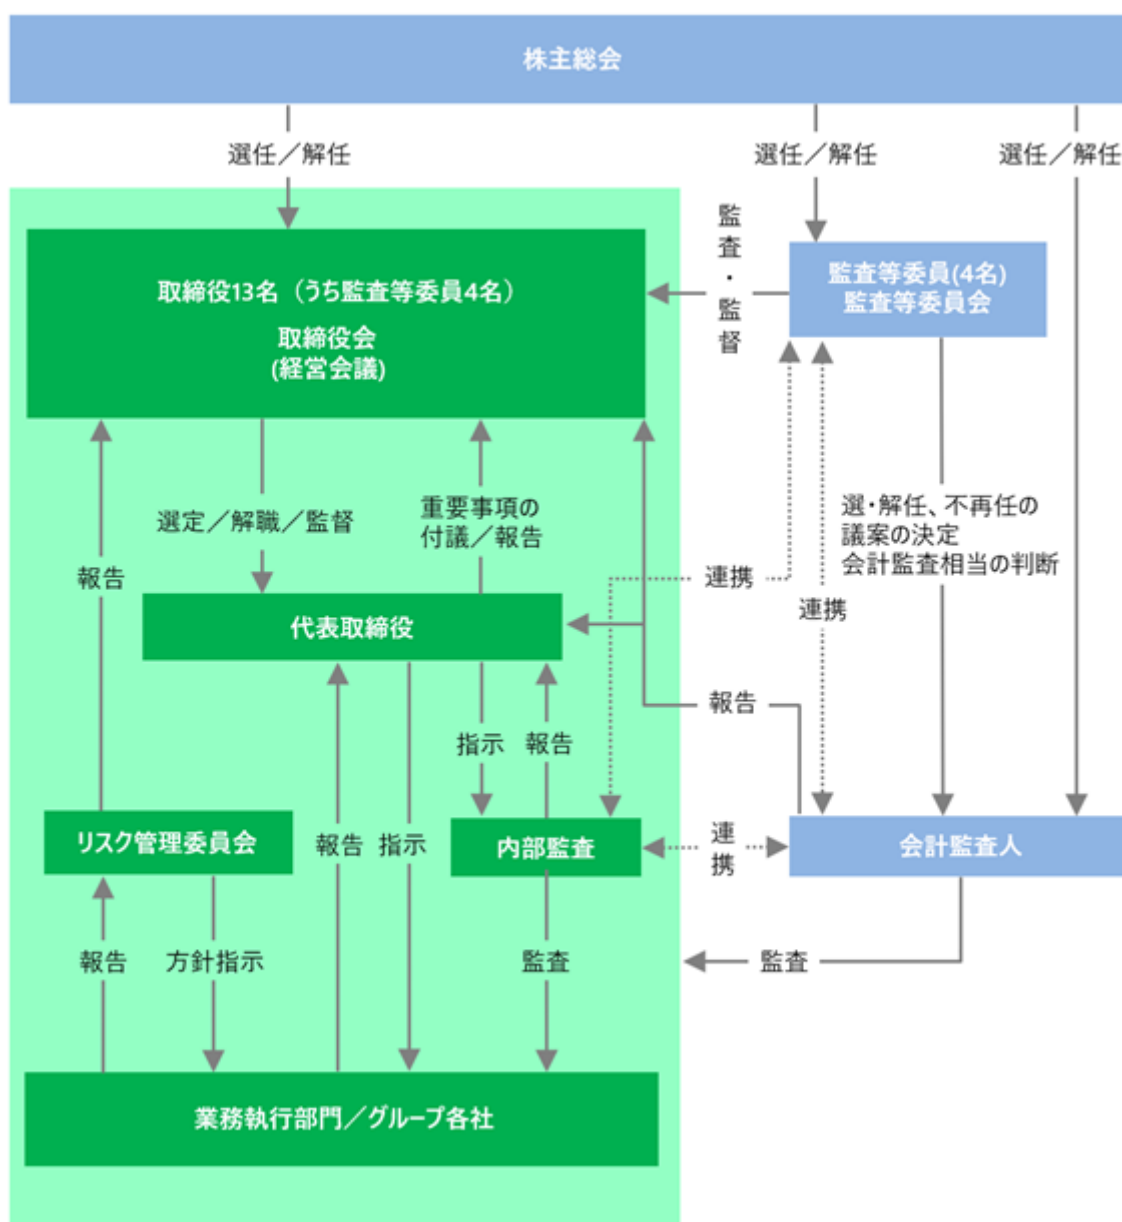 株主総会
選任／解任
選任／解任
選任／解任
監査・監督
取締役13名（うち監査等委員4名）
取締役会
(経営会議)
監査等委員(4名)
監査等委員会
選定／解職／監督
重要事項の
付議／報告
選・解任、不再任の
議案の決定
会計監査相当の判断
報告
連携
連携
代表取締役
報告
指示
報告
リスク管理委員会
報告
指示
内部監査
連携
会計監査人
報告
方針指示
監査
監査
業務執行部門／グループ各社